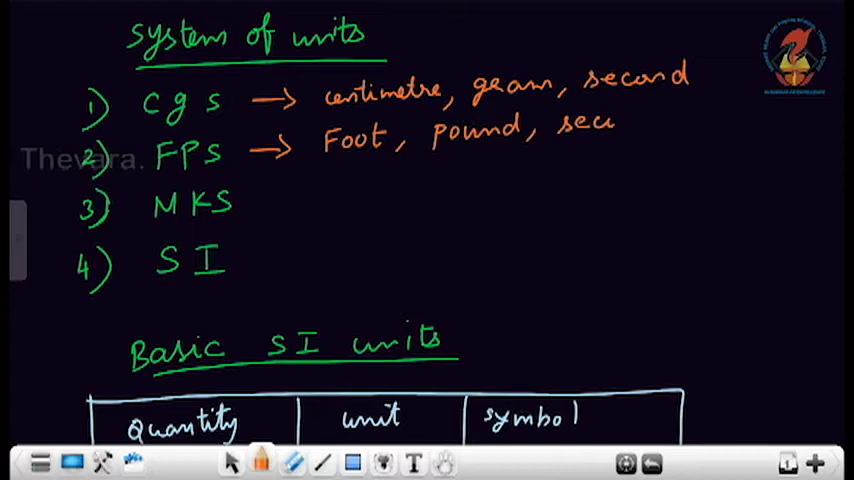 System of units
1) cgs → centimetre, gram, second
2) FPS → Foot, pound, secu
Thevara.
3) MKS
4) SI
Basic SI units
Quantity unit symbol